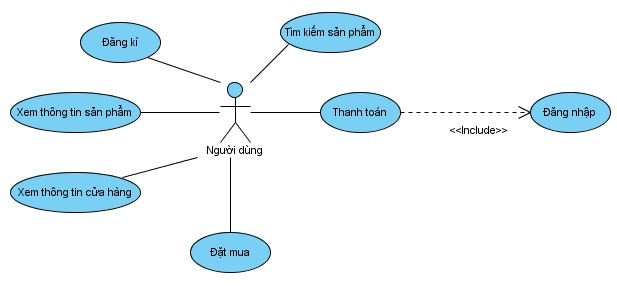 Tìm kiếm sản phẩm
Đăng kí
Xem thông tin sản phẩm
Thanh toán
Đăng nhập
<<Include>>
Người dùng
Xem thông tin cửa hàng
Đặt mua